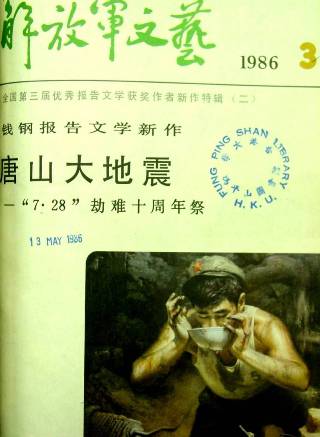 解放軍文藝
1986 3
全国第三届优秀报告文学获奖作者新作特辑（二）
钱钢报告文学新作
唐山大地震
—“7·28”劫难十周年祭
FUNG PING SHAN LIBRARY
H.K.U.
13 MAY 1986